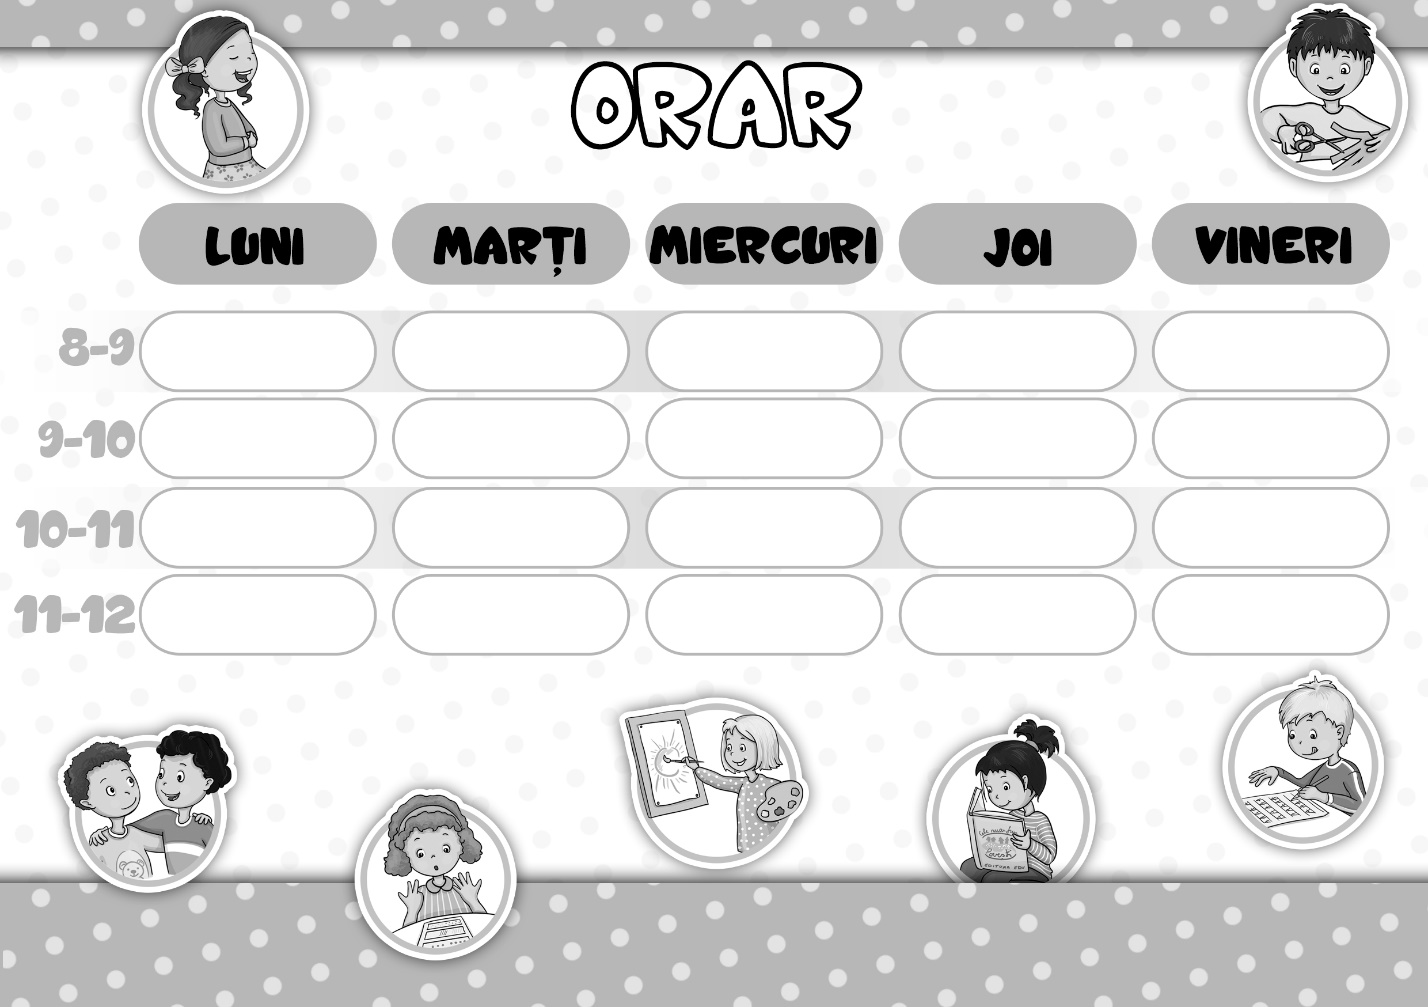 ORAR
LUNI MARȚI MIERCURI JOI VINERI
8-9
9-10
10-11
11-12